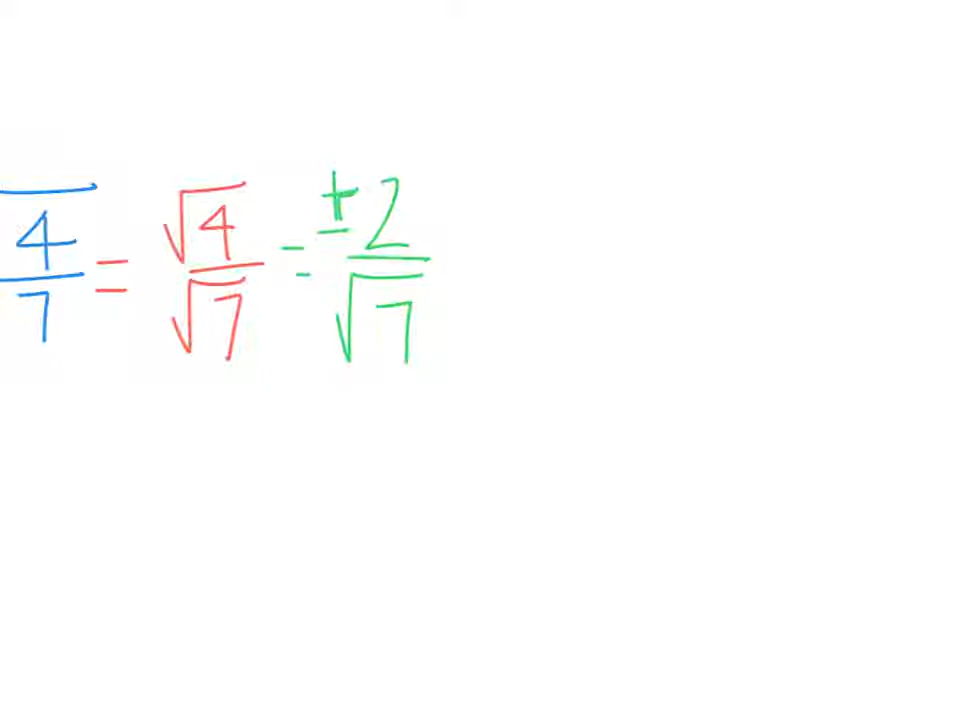 √4/7 = √4/√7 = ±2/√7